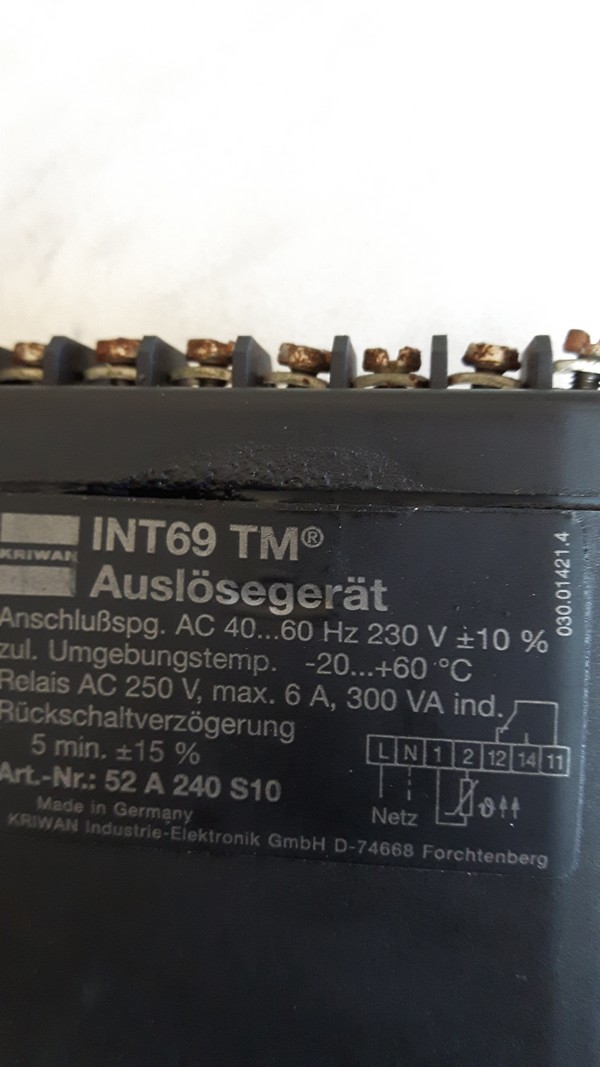 KRIWAN
INT69 TM®
Auslösegerät
Anschlußspg. AC 40...60 Hz 230 V ±10 %
zul. Umgebungstemp. -20...+60 °C
Relais AC 250 V, max. 6 A, 300 VA ind.
Rückschaltverzögerung
5 min. ±15 %
Art.-Nr.: 52 A 240 S10
Made in Germany
KRIWAN Industrie-Elektronik GmbH D-74668 Forchtenberg
L N 1 2 12 14 11
Netz
ϑ
030.01421.4